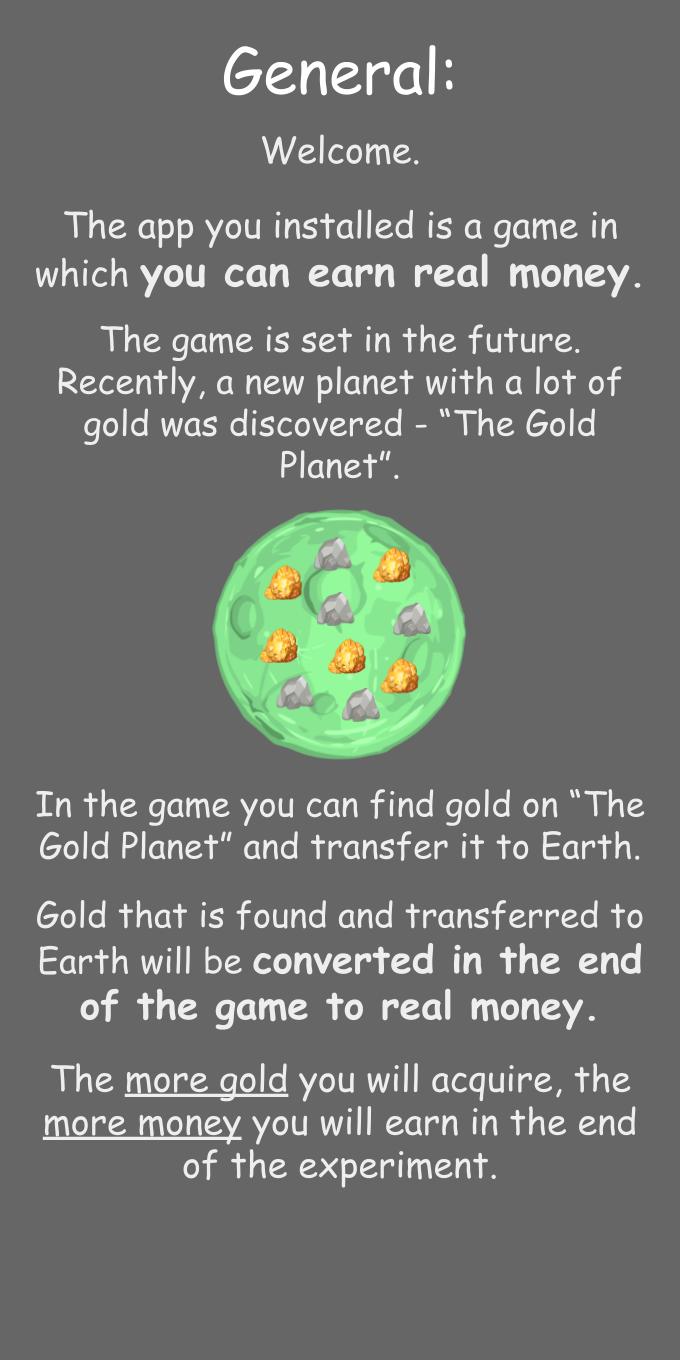 General:
Welcome.
The app you installed is a game in
which you can earn real money.
The game is set in the future.
Recently, a new planet with a lot of
gold was discovered - “The Gold
Planet”.
In the game you can find gold on “The
Gold Planet” and transfer it to Earth.
Gold that is found and transferred to
Earth will be converted in the end
of the game to real money.
The more gold you will acquire, the
more money you will earn in the end
of the experiment.